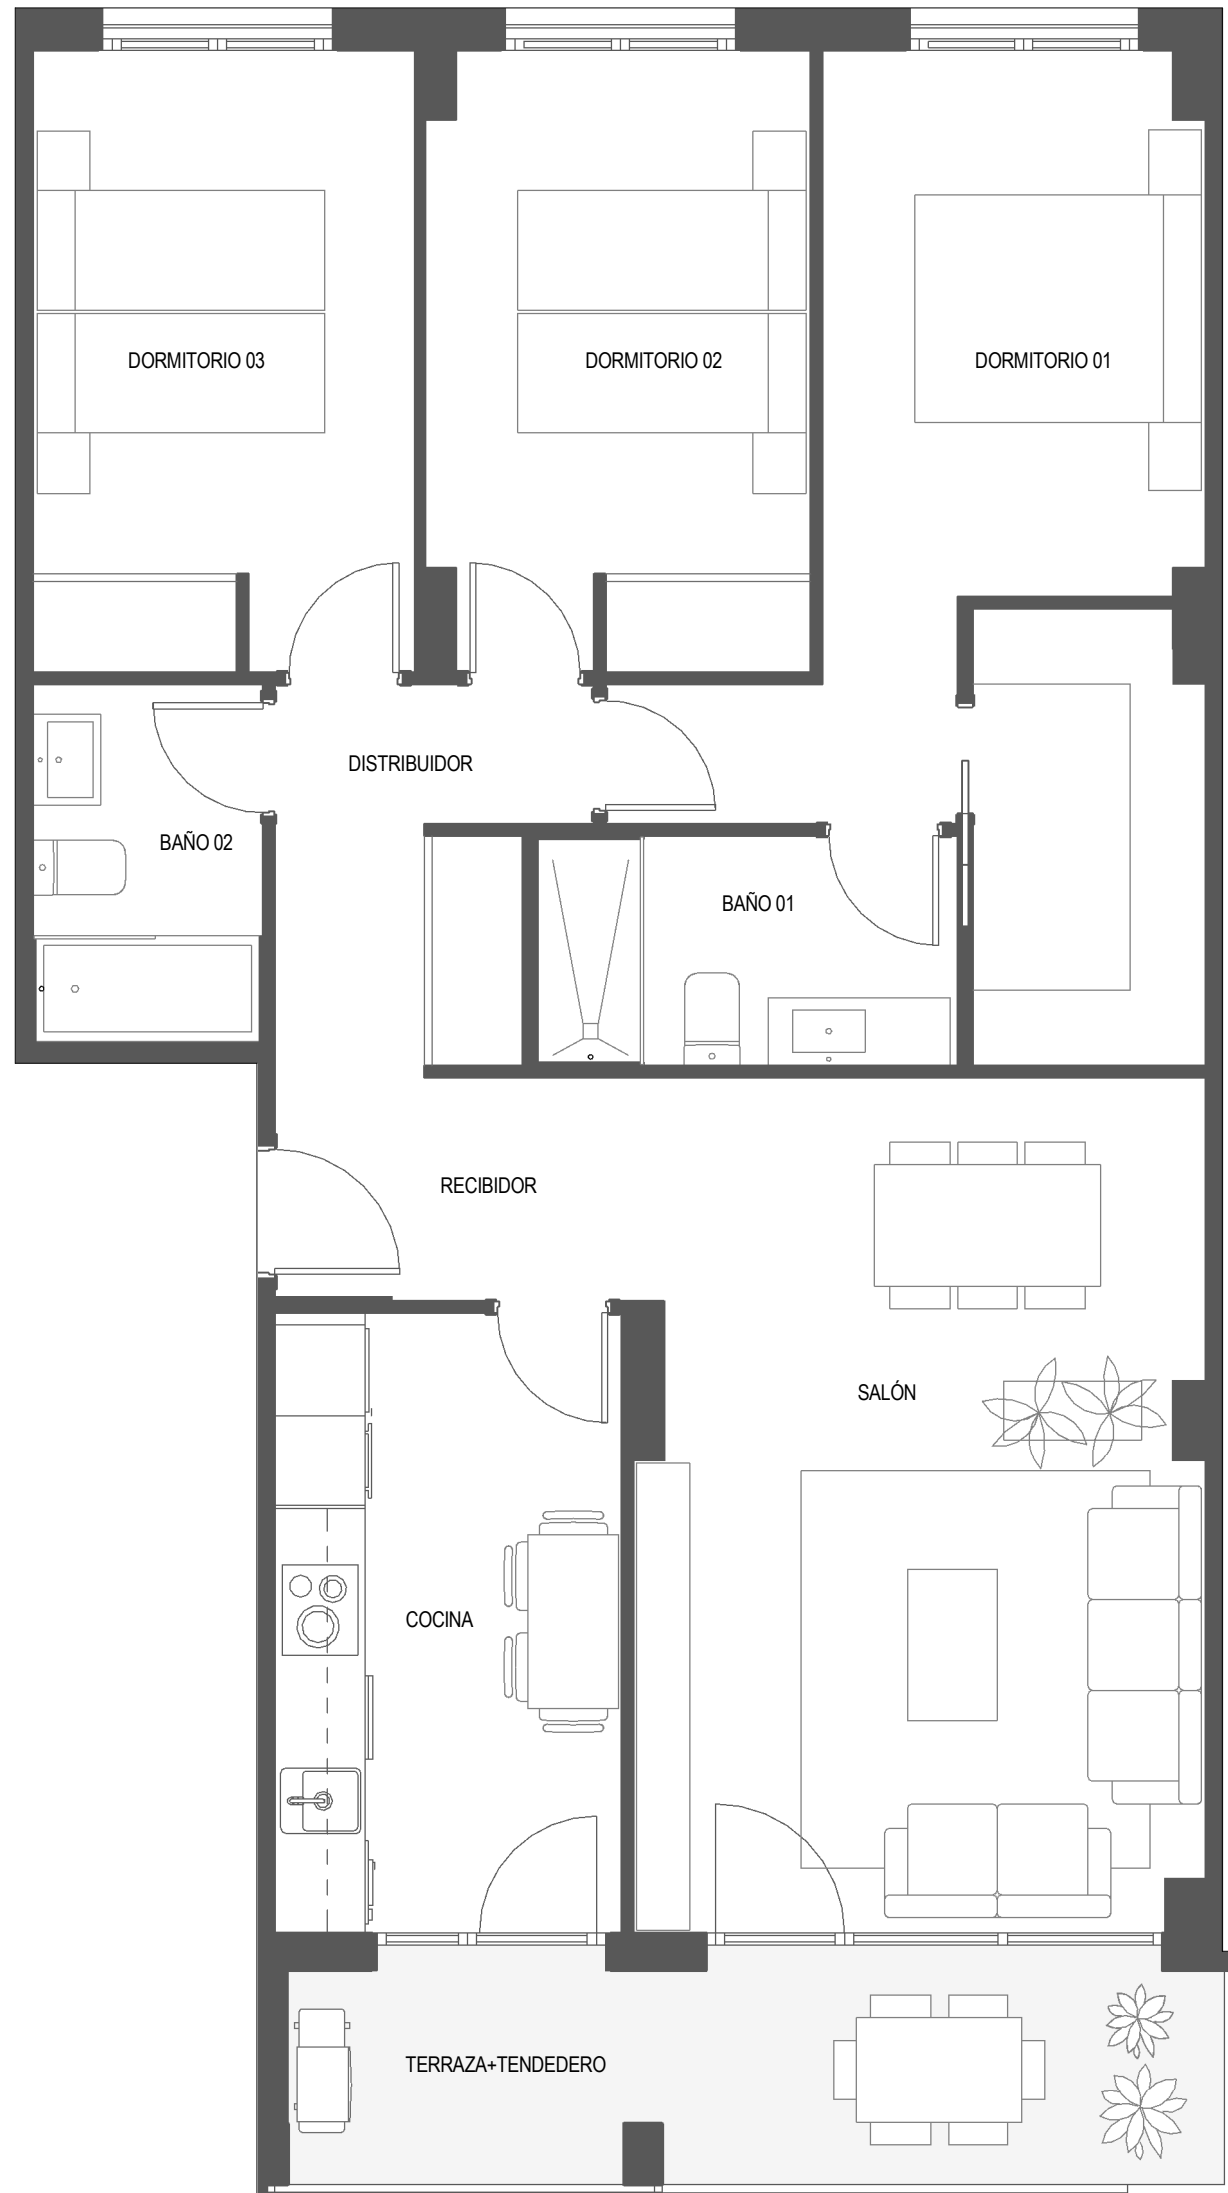 DORMITORIO 03
DORMITORIO 02
DORMITORIO 01
DISTRIBUIDOR
BAÑO 02
BAÑO 01
RECIBIDOR
SALÓN
COCINA
TERRAZA+TENDEDERO